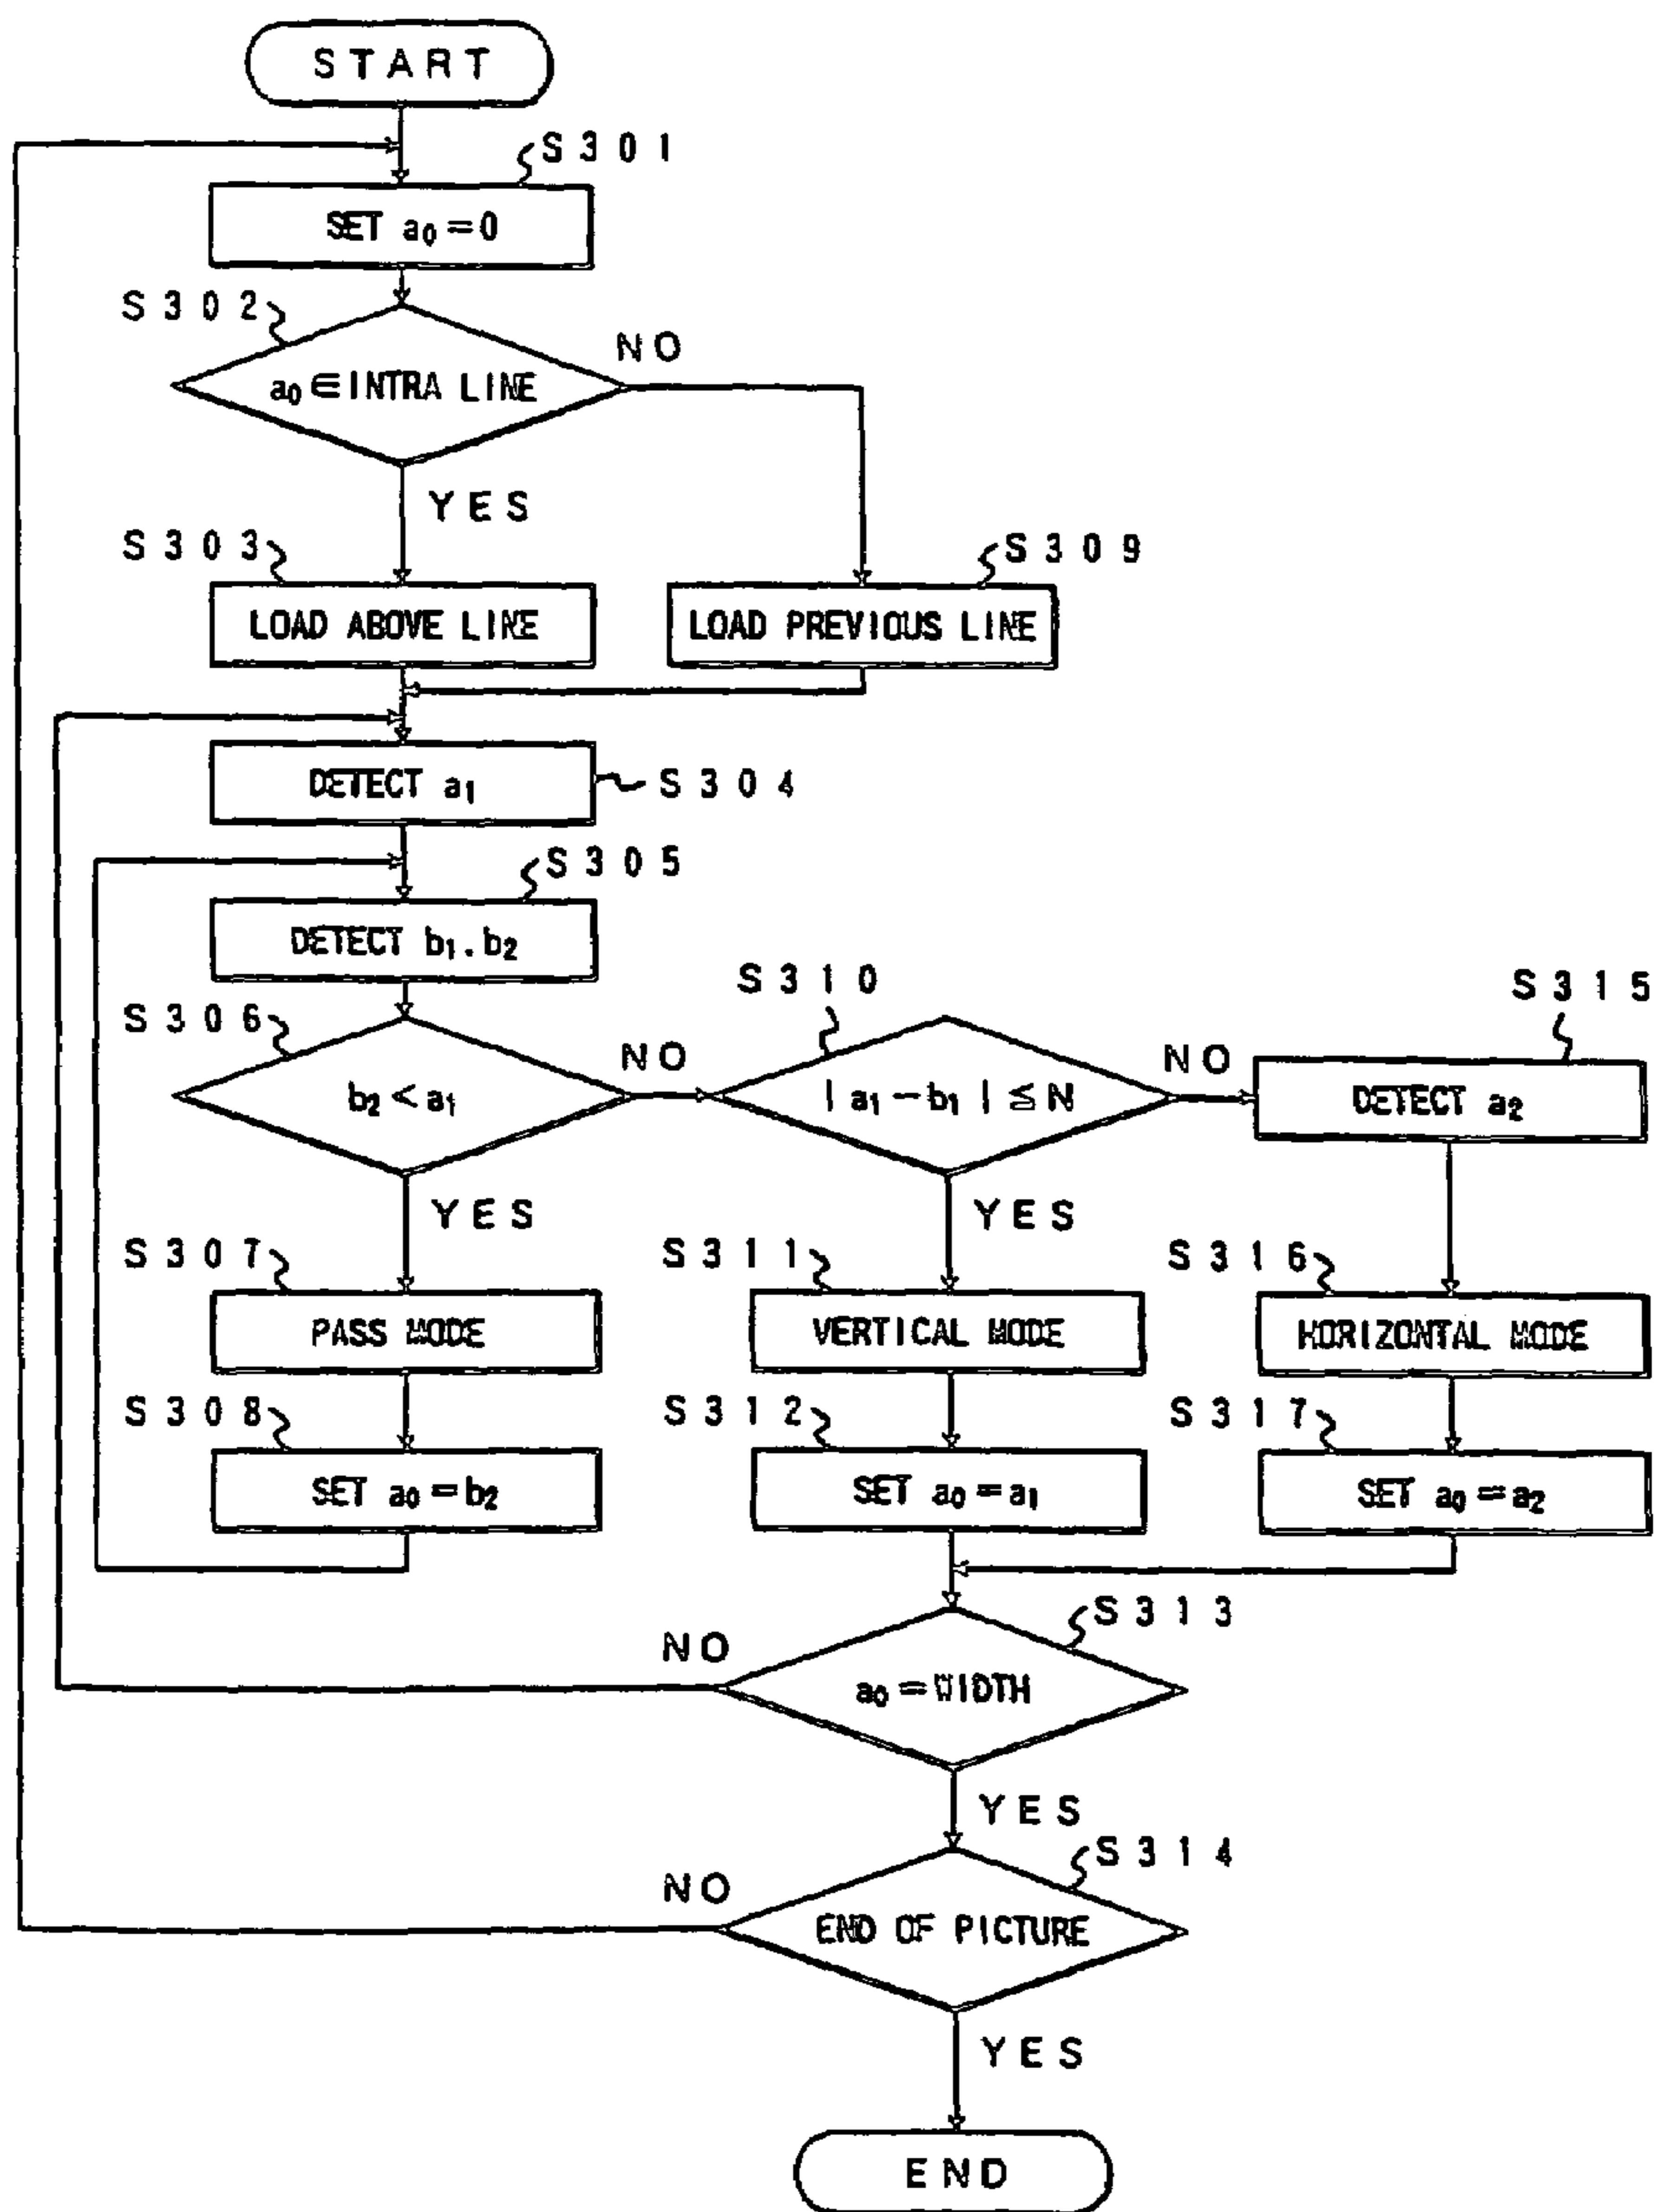 START
S301
SET a₀=0
S302
a₀∈INTRA LINE
NO
YES
S303
LOAD ABOVE LINE
S309
LOAD PREVIOUS LINE
DETECT a₁
S304
S305
DETECT b₁.b₂
S306
b₂<a₁
NO
S310
|a₁-b₁|≦N
NO
S315
DETECT a₂
YES
YES
S307
PASS MODE
S311
VERTICAL MODE
S316
HORIZONTAL MODE
S308
SET a₀=b₂
S312
SET a₀=a₁
S317
SET a₀=a₂
S313
NO
a₀=WIDTH
YES
S314
NO
END OF PICTURE
YES
END